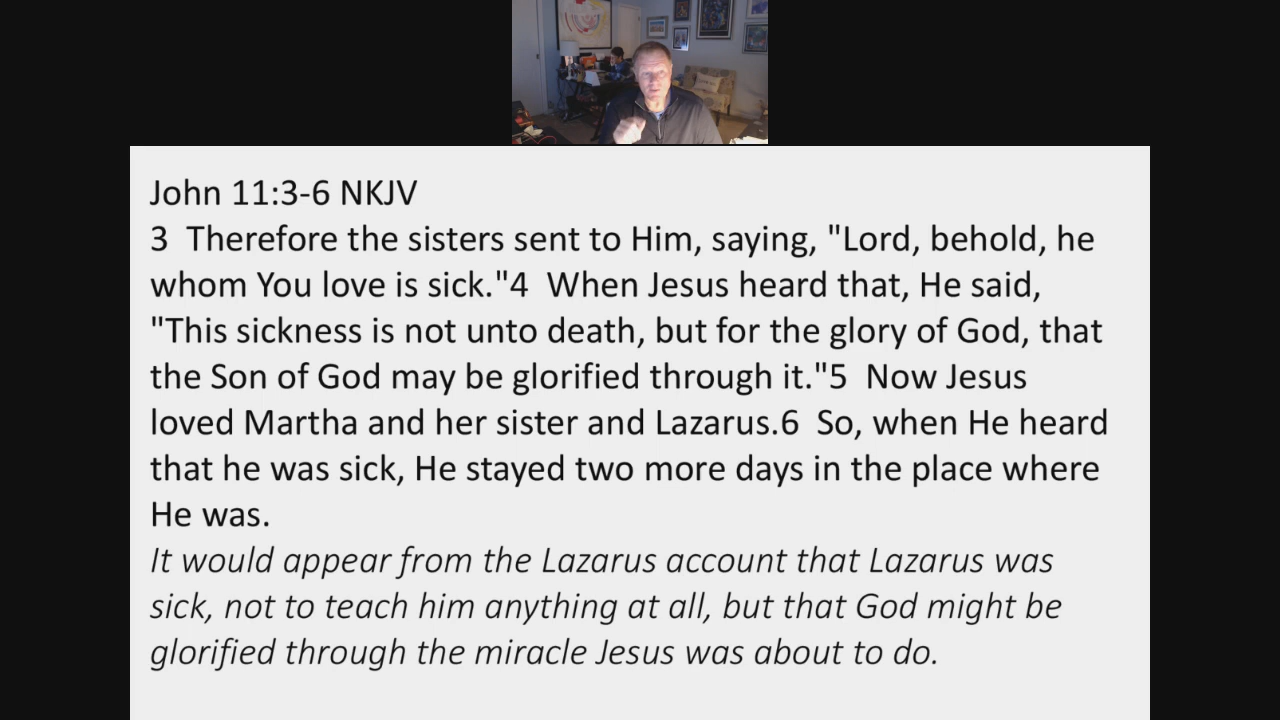 John 11:3-6 NKJV
3  Therefore the sisters sent to Him, saying, "Lord, behold, he
whom You love is sick."4  When Jesus heard that, He said,
"This sickness is not unto death, but for the glory of God, that
the Son of God may be glorified through it."5  Now Jesus
loved Martha and her sister and Lazarus.6  So, when He heard
that he was sick, He stayed two more days in the place where
He was.
It would appear from the Lazarus account that Lazarus was
sick, not to teach him anything at all, but that God might be
glorified through the miracle Jesus was about to do.